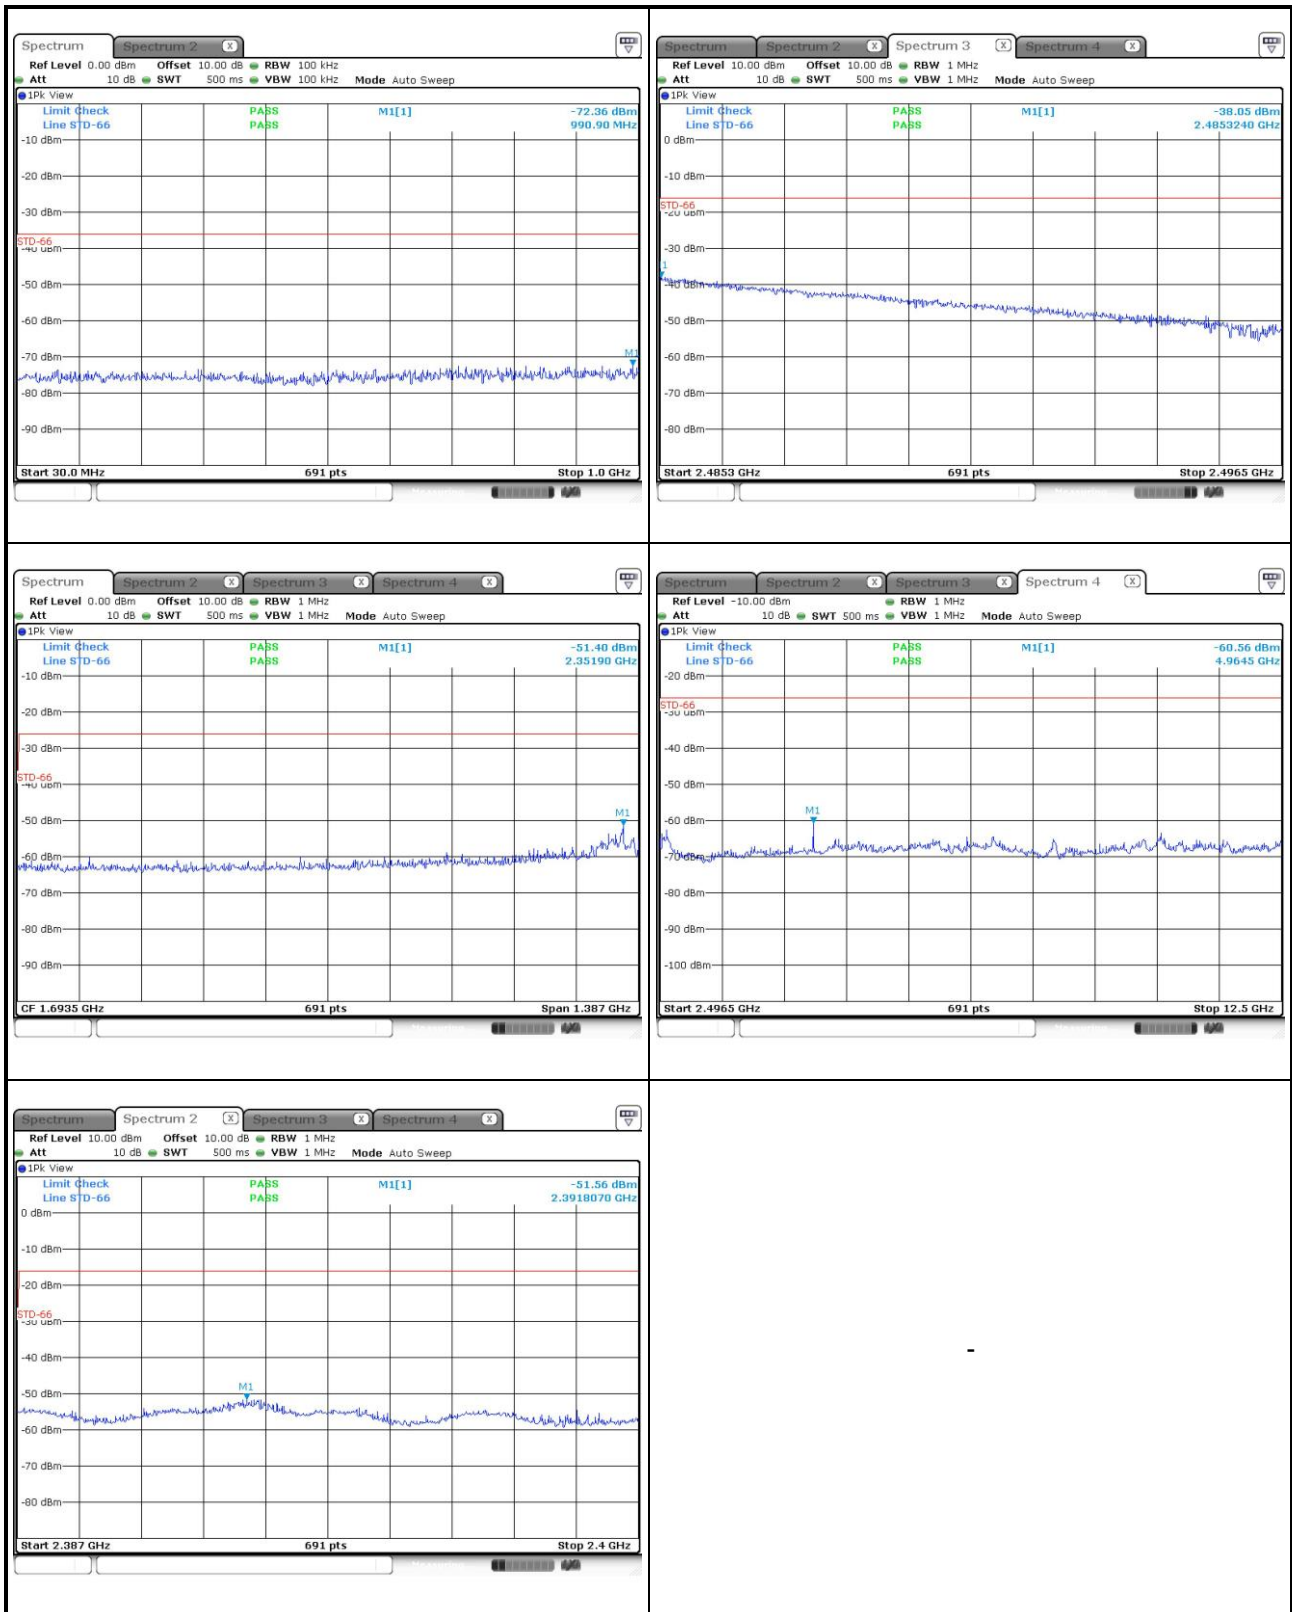 Spectrum Spectrum 2 X
Ref Level 0.00 dBm Offset 10.00 dB RBW 100 kHz
Att 10 dB SWT 500 ms VBW 100 kHz Mode Auto Sweep
1Pk View
Limit Check PASS M1[1] -72.36 dBm
Line STD-66 PASS 990.90 MHz
-10 dBm
-20 dBm
-30 dBm
STD-66
-40 dBm
-50 dBm
-60 dBm
-70 dBm
M1
-80 dBm
-90 dBm
Start 30.0 MHz 691 pts Stop 1.0 GHz
Spectrum Spectrum 2 X Spectrum 3 X Spectrum 4 X
Ref Level 10.00 dBm Offset 10.00 dB RBW 1 MHz
Att 10 dB SWT 500 ms VBW 1 MHz Mode Auto Sweep
1Pk View
Limit Check PASS M1[1] -38.05 dBm
Line STD-66 PASS 2.4853240 GHz
0 dBm
-10 dBm
STD-66
-20 dBm
-30 dBm
1
-40 dBm
-50 dBm
-60 dBm
-70 dBm
-80 dBm
Start 2.4853 GHz 691 pts Stop 2.4965 GHz
Spectrum Spectrum 2 X Spectrum 3 X Spectrum 4 X
Ref Level 0.00 dBm Offset 10.00 dB RBW 1 MHz
Att 10 dB SWT 500 ms VBW 1 MHz Mode Auto Sweep
1Pk View
Limit Check PASS M1[1] -51.40 dBm
Line STD-66 PASS 2.35190 GHz
-10 dBm
-20 dBm
-30 dBm
STD-66
-40 dBm
-50 dBm
M1
-60 dBm
-70 dBm
-80 dBm
-90 dBm
CF 1.6935 GHz 691 pts Span 1.387 GHz
Spectrum Spectrum 2 X Spectrum 3 X Spectrum 4 X
Ref Level -10.00 dBm RBW 1 MHz
Att 10 dB SWT 500 ms VBW 1 MHz Mode Auto Sweep
1Pk View
Limit Check PASS M1[1] -60.56 dBm
Line STD-66 PASS 4.9645 GHz
-20 dBm
STD-66
-30 dBm
-40 dBm
-50 dBm
M1
-60 dBm
-70 dBm
-80 dBm
-90 dBm
-100 dBm
Start 2.4965 GHz 691 pts Stop 12.5 GHz
Spectrum Spectrum 2 X Spectrum 3 X Spectrum 4 X
Ref Level 10.00 dBm Offset 10.00 dB RBW 1 MHz
Att 10 dB SWT 500 ms VBW 1 MHz Mode Auto Sweep
1Pk View
Limit Check PASS M1[1] -51.56 dBm
Line STD-66 PASS 2.3918070 GHz
0 dBm
-10 dBm
-20 dBm
STD-66
-30 dBm
-40 dBm
-50 dBm
M1
-60 dBm
-70 dBm
-80 dBm
Start 2.387 GHz 691 pts Stop 2.4 GHz
-